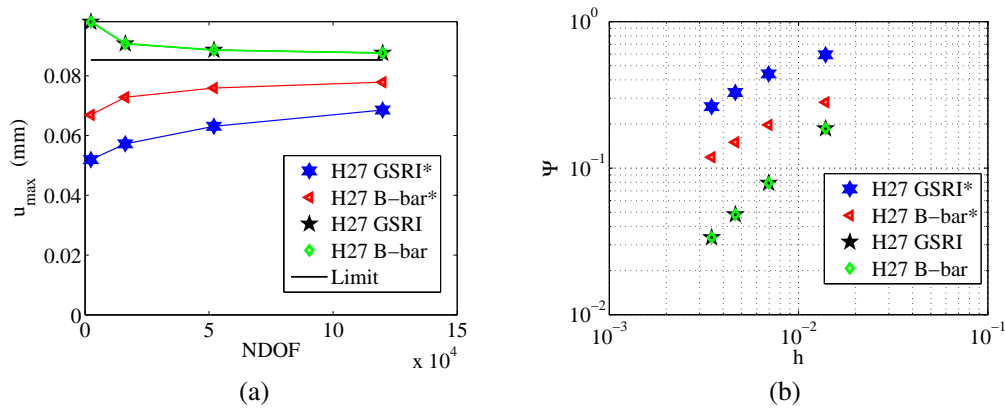 0.08
0.06
0.04
0.02
0
u_max (mm)
0
5
10
15
x 10^4
NDOF
H27 GSRI*
H27 B-bar*
H27 GSRI
H27 B-bar
Limit
(a)
10^0
10^-1
10^-2
Ψ
10^-3
10^-2
10^-1
h
H27 GSRI*
H27 B-bar*
H27 GSRI
H27 B-bar
(b)